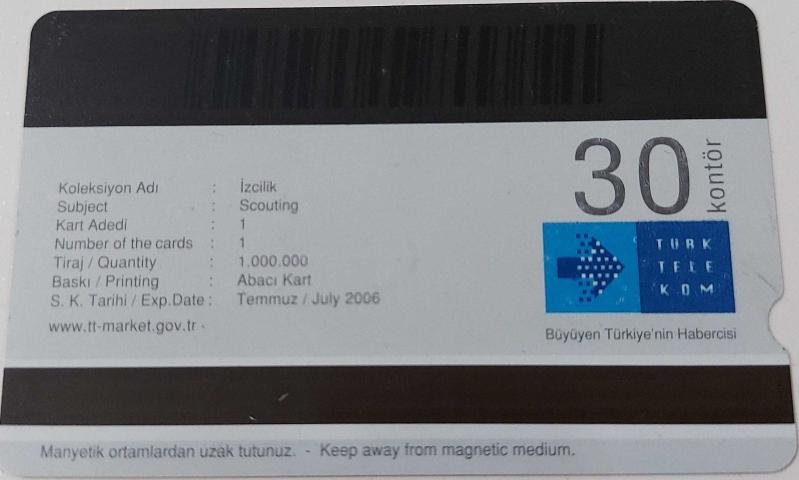 30 kontör
Koleksiyon Adı : İzcilik
Subject : Scouting
Kart Adedi : 1
Number of the cards : 1
Tiraj / Quantity : 1.000.000
Baskı / Printing : Abacı Kart
S. K. Tarihi / Exp.Date : Temmuz / July 2006
www.tt-market.gov.tr
TÜRK
TELE
KOM
Büyüyen Türkiye'nin Habercisi
Manyetik ortamlardan uzak tutunuz. - Keep away from magnetic medium.